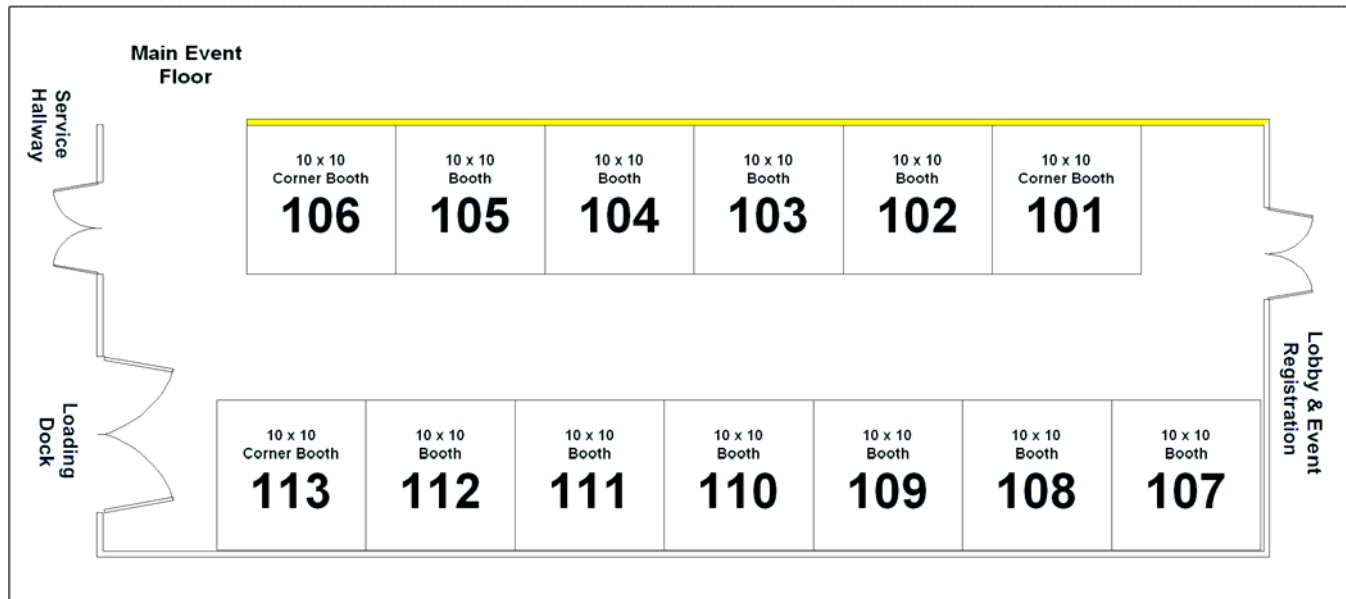 Main Event
Floor
Service
Hallway
10 x 10
Corner Booth
106
10 x 10
Booth
105
10 x 10
Booth
104
10 x 10
Booth
103
10 x 10
Booth
102
10 x 10
Corner Booth
101
Lobby & Event
Registration
Loading
Dock
10 x 10
Corner Booth
113
10 x 10
Booth
112
10 x 10
Booth
111
10 x 10
Booth
110
10 x 10
Booth
109
10 x 10
Booth
108
10 x 10
Booth
107